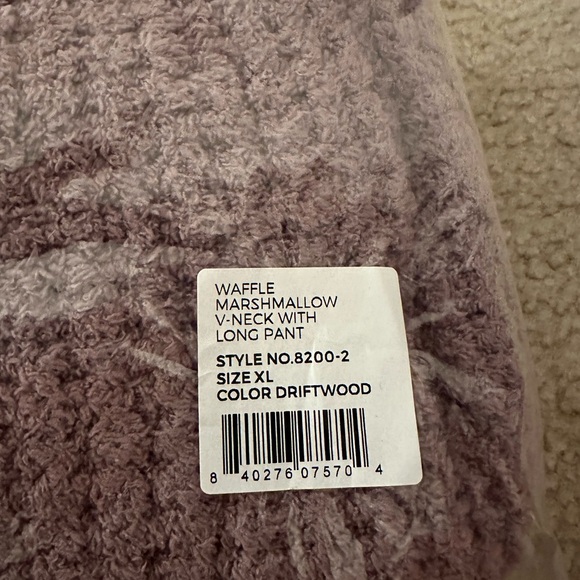 WAFFLE
MARSHMALLOW
V-NECK WITH
LONG PANT
STYLE NO.8200-2
SIZE XL
COLOR DRIFTWOOD
8 40276 07570 4